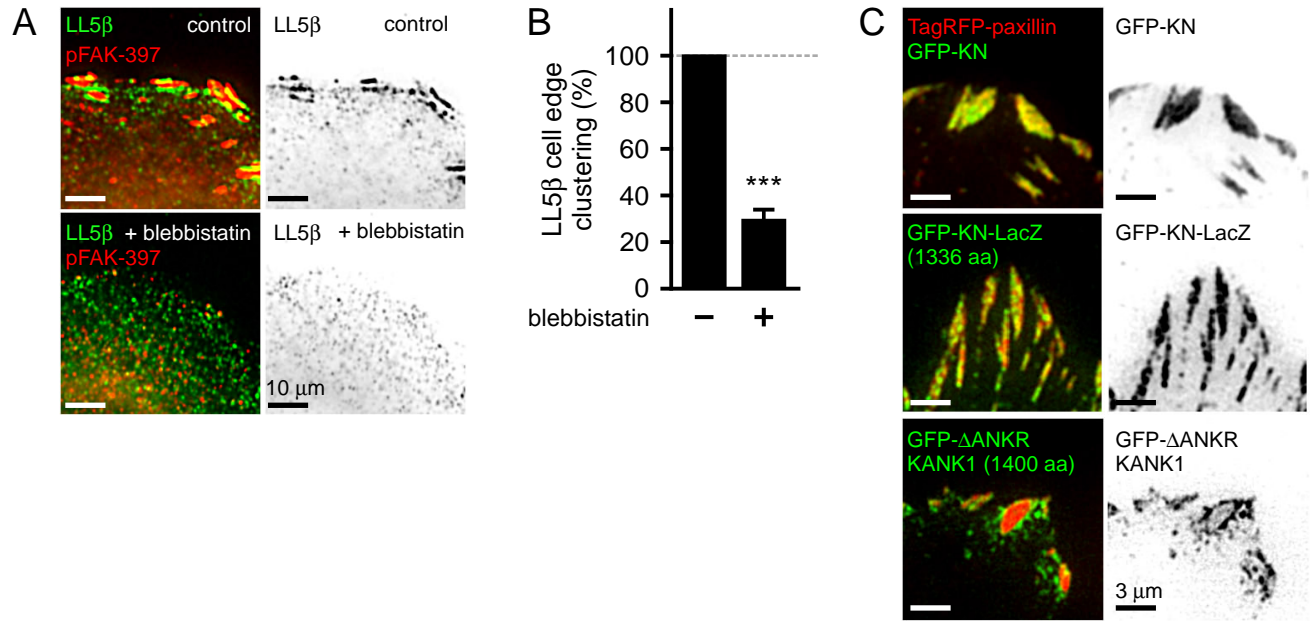 A
LL5β control
pFAK-397
LL5β control
LL5β + blebbistatin
pFAK-397
LL5β + blebbistatin
10 μm
B
LL5β cell edge
clustering (%)
100
80
60
40
20
0
***
blebbistatin − +
C
TagRFP-paxillin
GFP-KN
GFP-KN
GFP-KN-LacZ
(1336 aa)
GFP-KN-LacZ
GFP-ΔANKR
KANK1 (1400 aa)
GFP-ΔANKR
KANK1
3 μm